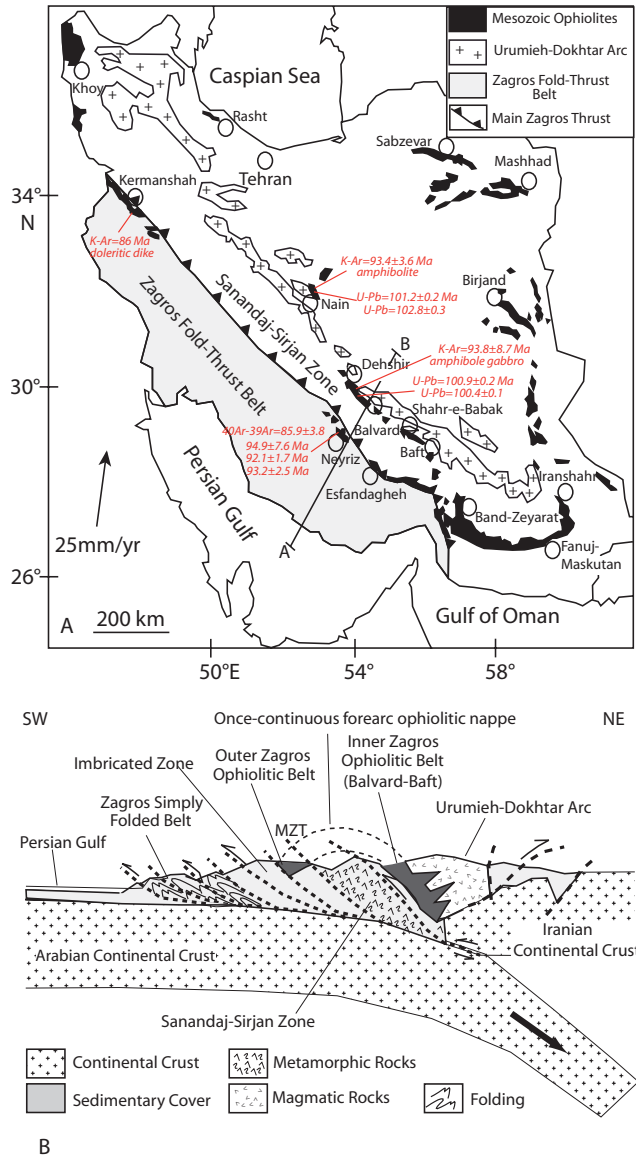 Mesozoic Ophiolites
Urumieh-Dokhtar Arc
Zagros Fold-Thrust
Belt
Main Zagros Thrust
Caspian Sea
Khoy
Rasht
Tehran
Sabzevar
Mashhad
34°
N
Kermanshah
K-Ar=86 Ma
doleritic dike
K-Ar=93.4±3.6 Ma
amphibolite
U-Pb=101.2±0.2 Ma
U-Pb=102.8±0.3
Nain
Birjand
Sanandaj-Sirjan Zone
Zagros Fold-Thrust Belt
B
Dehshir
K-Ar=93.8±8.7 Ma
amphibole gabbro
U-Pb=100.9±0.2 Ma
U-Pb=100.4±0.1
30°
Shahr-e-Babak
Balvard
Baft
40Ar-39Ar=85.9±3.8
94.9±7.6 Ma
92.1±1.7 Ma
93.2±2.5 Ma
Neyriz
Esfandagheh
Iranshahr
Band-Zeyarat
Fanuj-
Maskutan
Persian Gulf
A
25mm/yr
26°
Gulf of Oman
A
200 km
50°E
54°
58°
SW
NE
Once-continuous forearc ophiolitic nappe
Inner Zagros
Ophiolitic Belt
(Balvard-Baft)
Outer Zagros
Ophiolitic Belt
Imbricated Zone
Urumieh-Dokhtar Arc
Zagros Simply
Folded Belt
MZT
Persian Gulf
Arabian Continental Crust
Iranian
Continental Crust
Sanandaj-Sirjan Zone
Continental Crust
Metamorphic Rocks
Sedimentary Cover
Magmatic Rocks
Folding
B